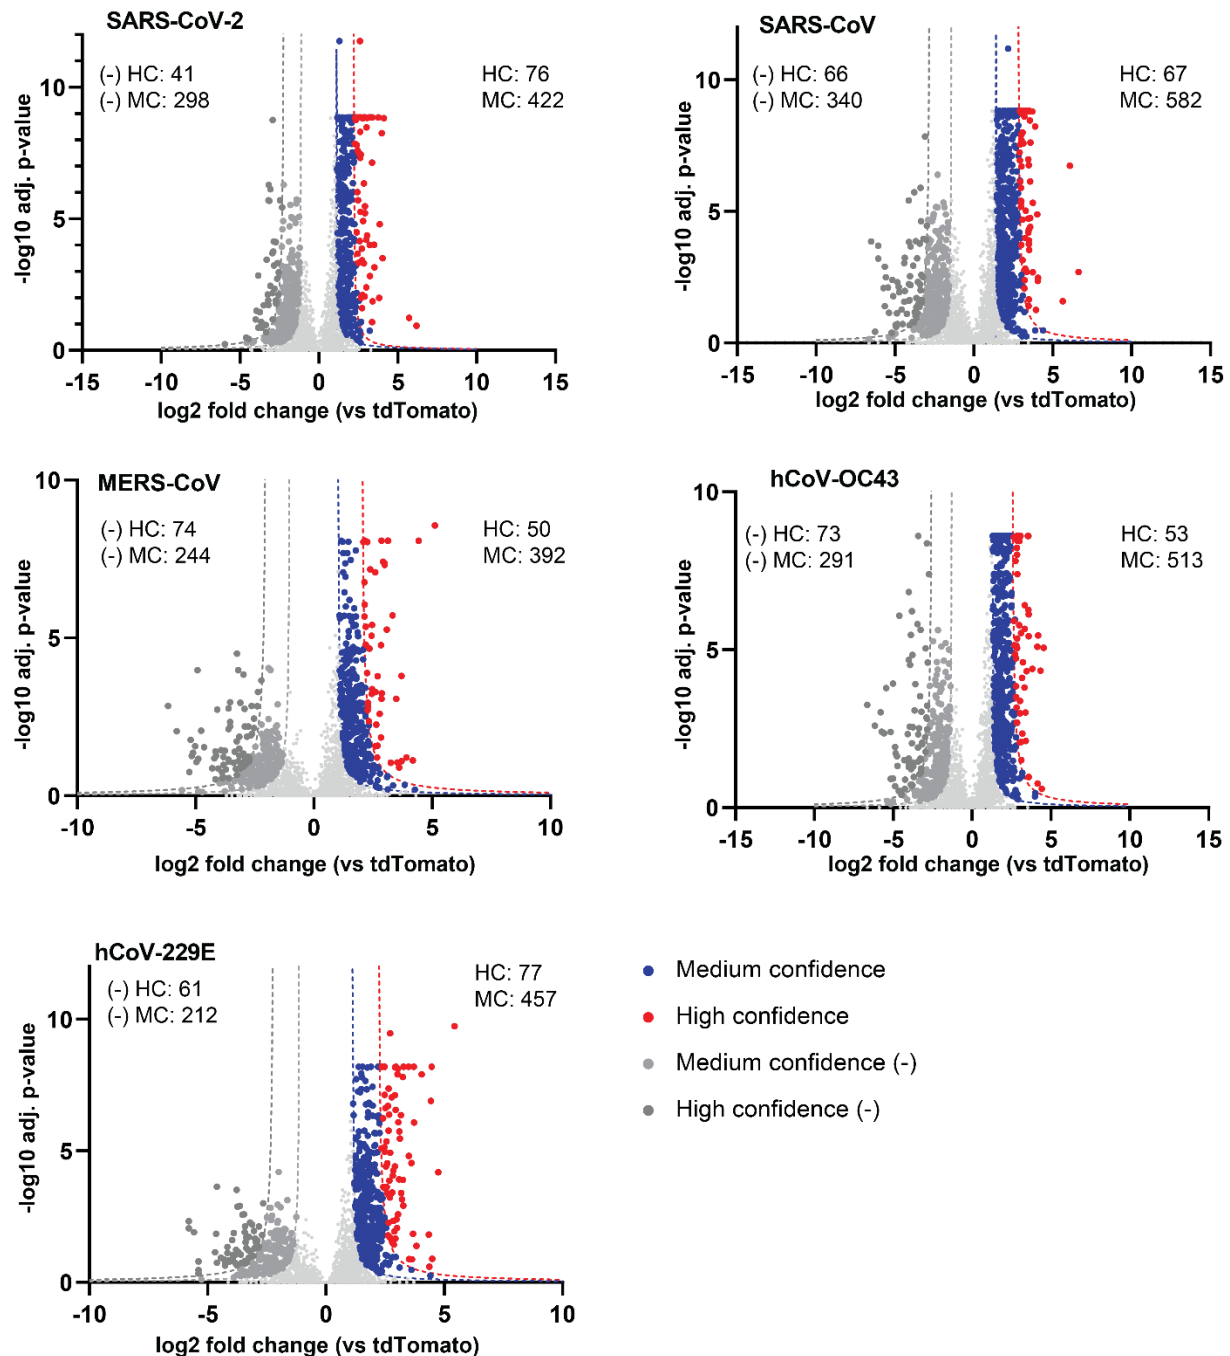 SARS-CoV-2
(-) HC: 41
(-) MC: 298
HC: 76
MC: 422
-log10 adj. p-value
10
5
0
-15
-10
-5
0
5
10
15
log2 fold change (vs tdTomato)
SARS-CoV
(-) HC: 66
(-) MC: 340
HC: 67
MC: 582
-log10 adj. p-value
10
5
0
-15
-10
-5
0
5
10
15
log2 fold change (vs tdTomato)
MERS-CoV
(-) HC: 74
(-) MC: 244
HC: 50
MC: 392
-log10 adj. p-value
10
5
0
-10
-5
0
5
10
log2 fold change (vs tdTomato)
hCoV-OC43
(-) HC: 73
(-) MC: 291
HC: 53
MC: 513
-log10 adj. p-value
10
5
0
-15
-10
-5
0
5
10
15
log2 fold change (vs tdTomato)
hCoV-229E
(-) HC: 61
(-) MC: 212
HC: 77
MC: 457
-log10 adj. p-value
10
5
0
-10
-5
0
5
10
log2 fold change (vs tdTomato)
Medium confidence
High confidence
Medium confidence (-)
High confidence (-)